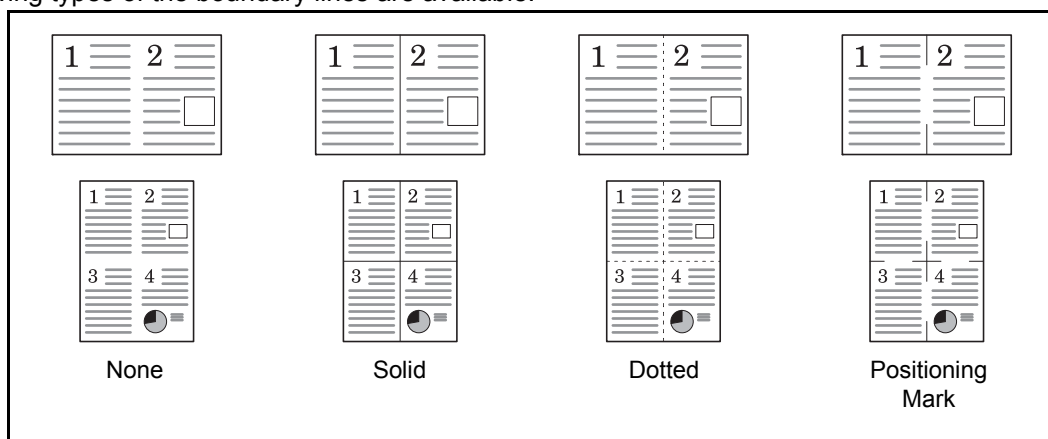 types of the boundary lines are available.
1 2 1 2 1 2 1 2
1 2 1 2 1 2 1 2
3 4 3 4 3 4 3 4
None Solid Dotted Positioning
Mark